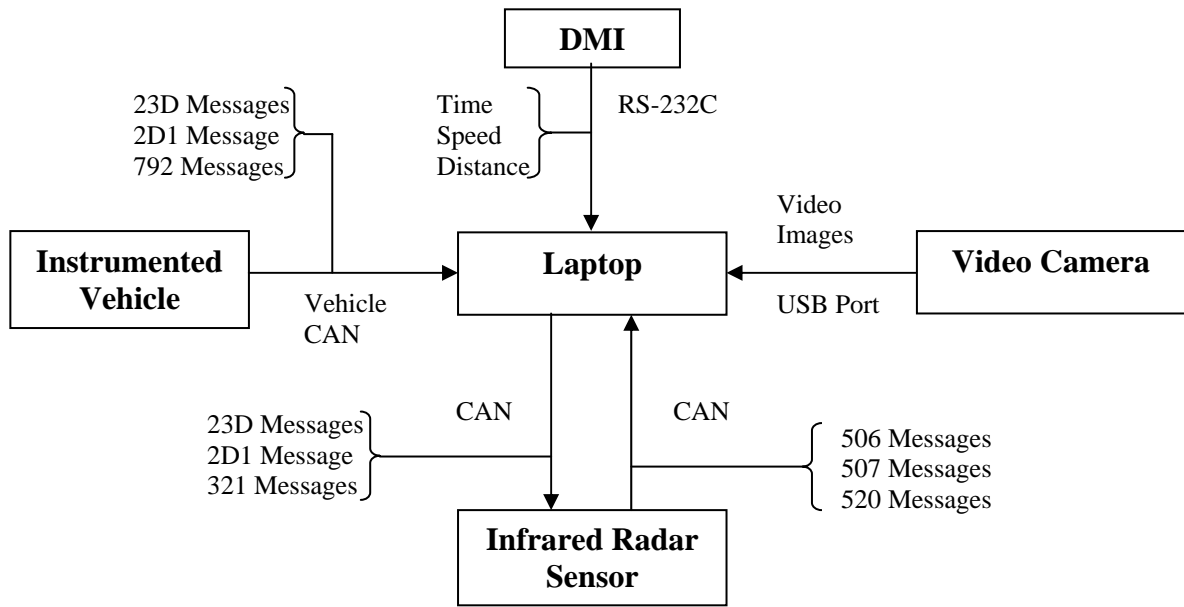 DMI
23D Messages
2D1 Message
792 Messages
Time
Speed
Distance
RS-232C
Video
Images
Instrumented
Vehicle
Laptop
Video Camera
Vehicle
CAN
USB Port
CAN
CAN
23D Messages
2D1 Message
321 Messages
506 Messages
507 Messages
520 Messages
Infrared Radar
Sensor